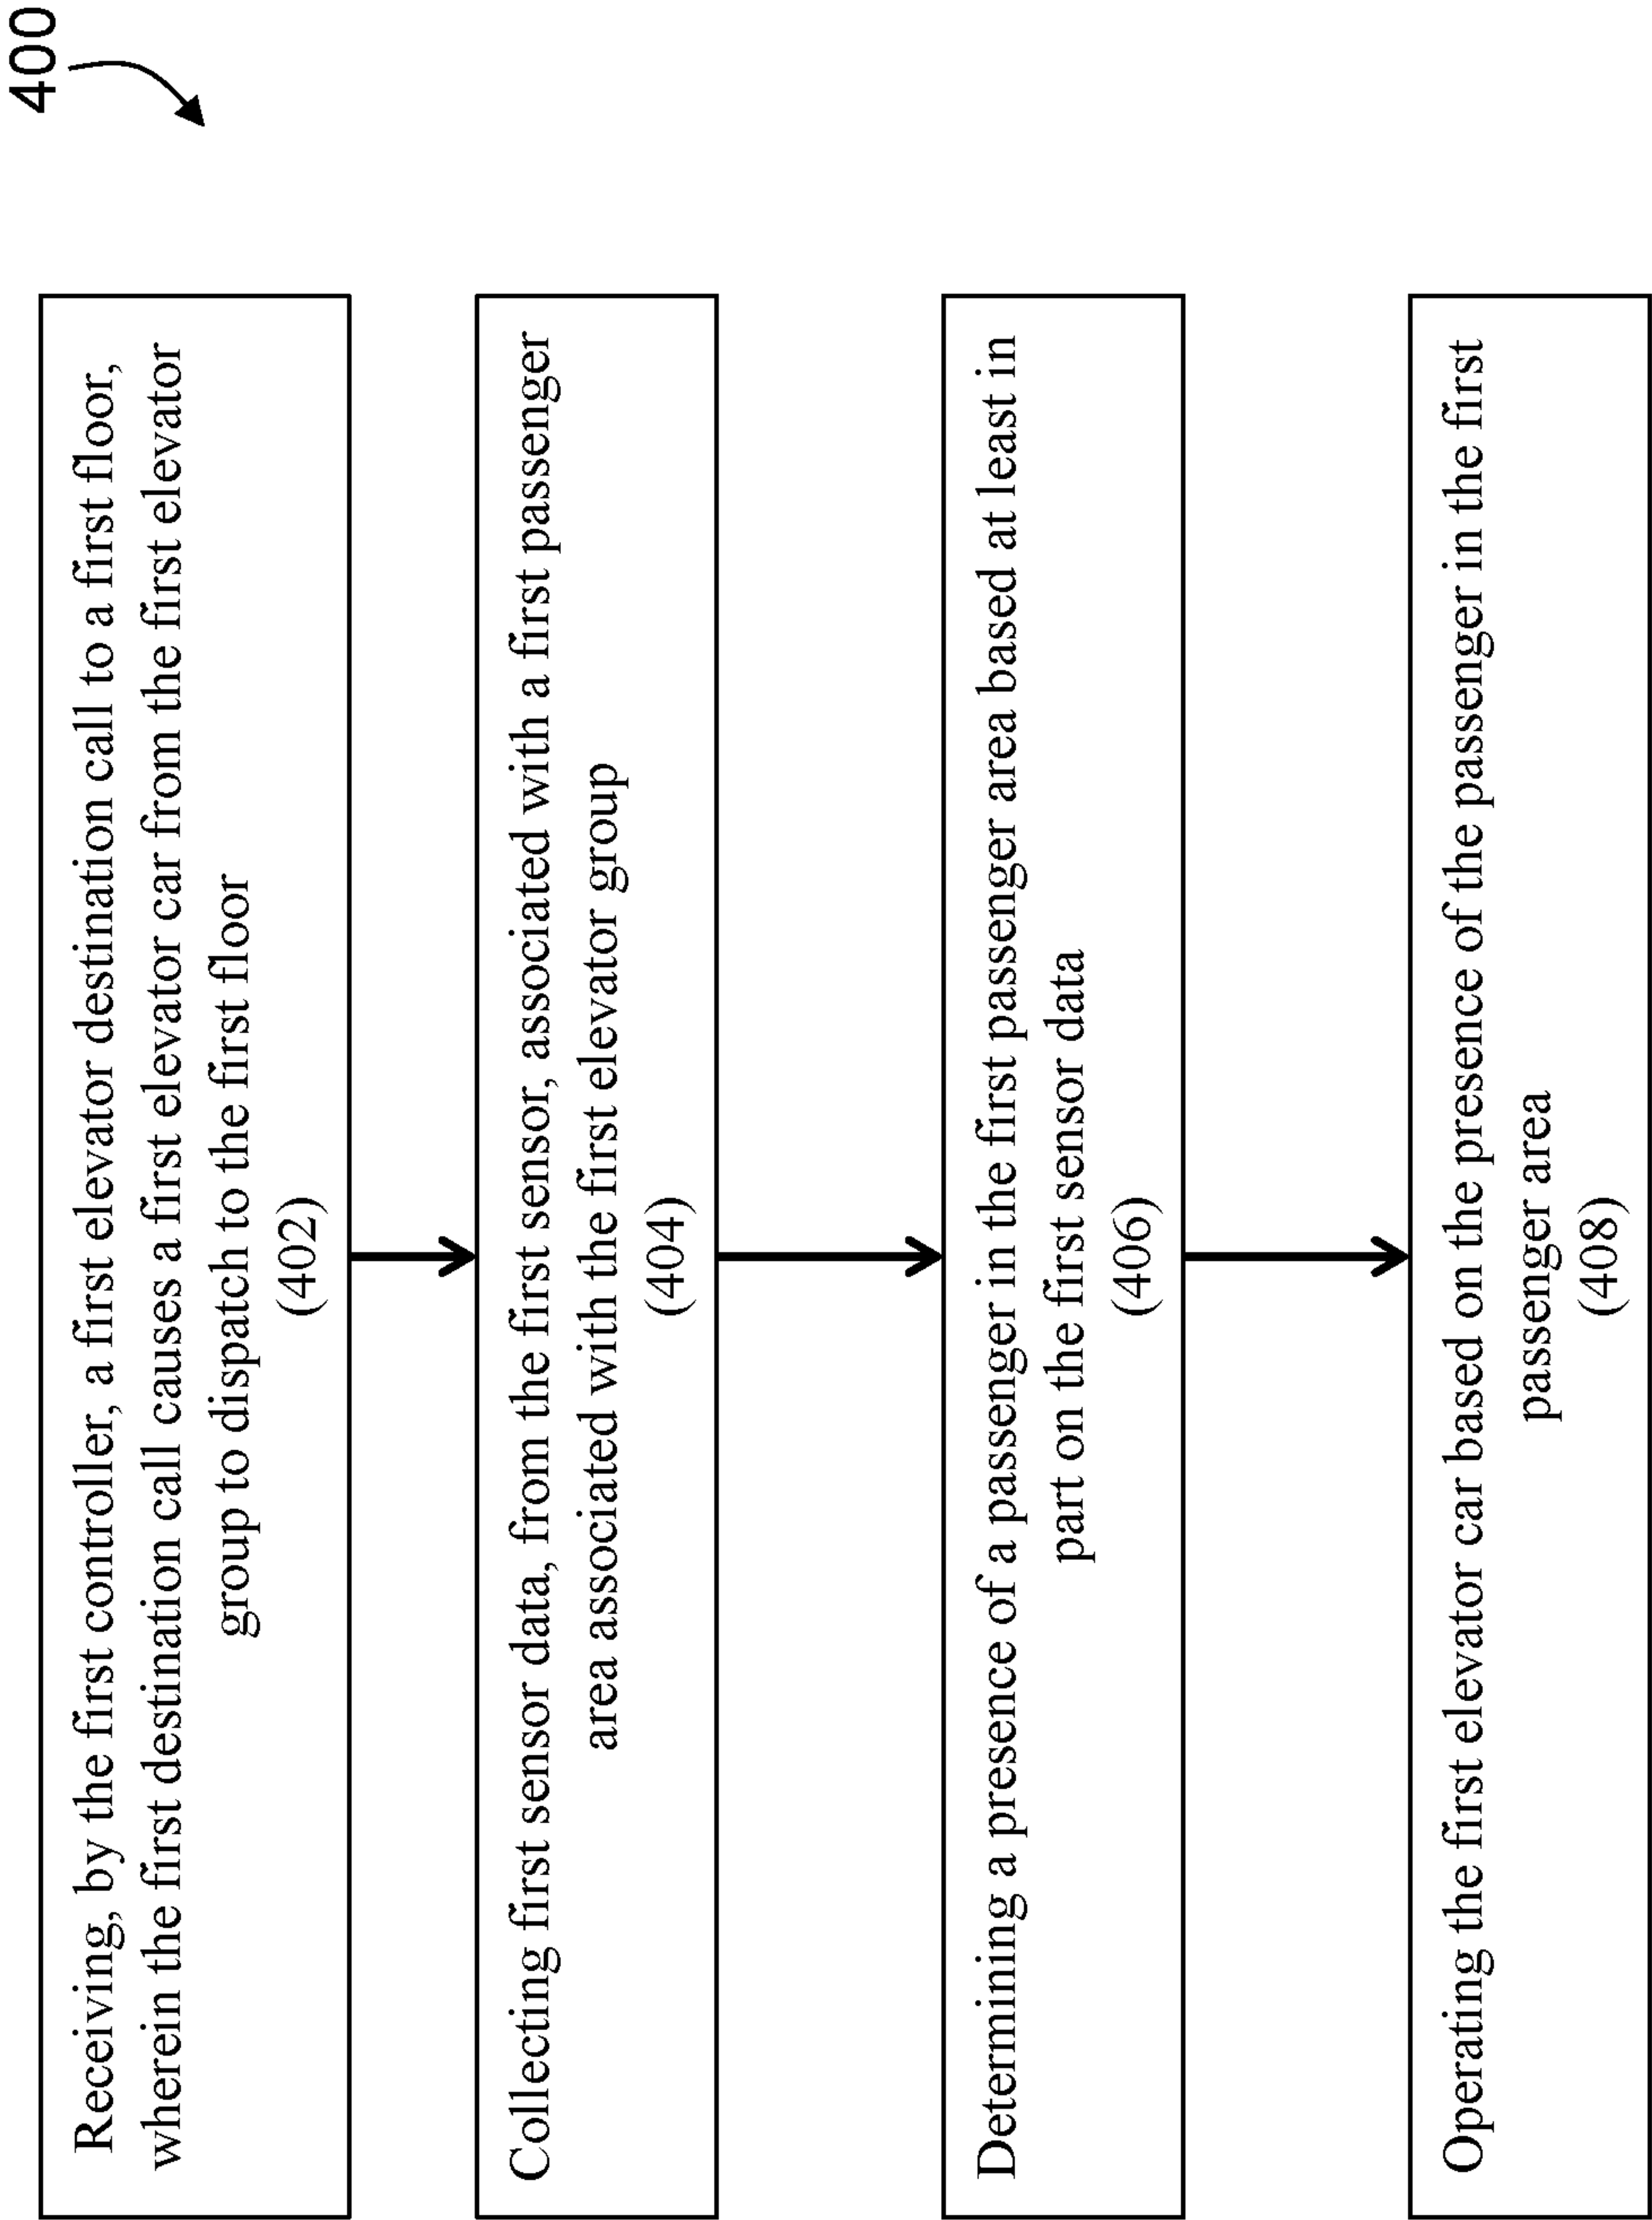 400
Receiving, by the first controller, a first elevator destination call to a first floor,
wherein the first destination call causes a first elevator car from the first elevator
group to dispatch to the first floor
(402)
Collecting first sensor data, from the first sensor, associated with a first passenger
area associated with the first elevator group
(404)
Determining a presence of a passenger in the first passenger area based at least in
part on the first sensor data
(406)
Operating the first elevator car based on the presence of the passenger in the first
passenger area
(408)